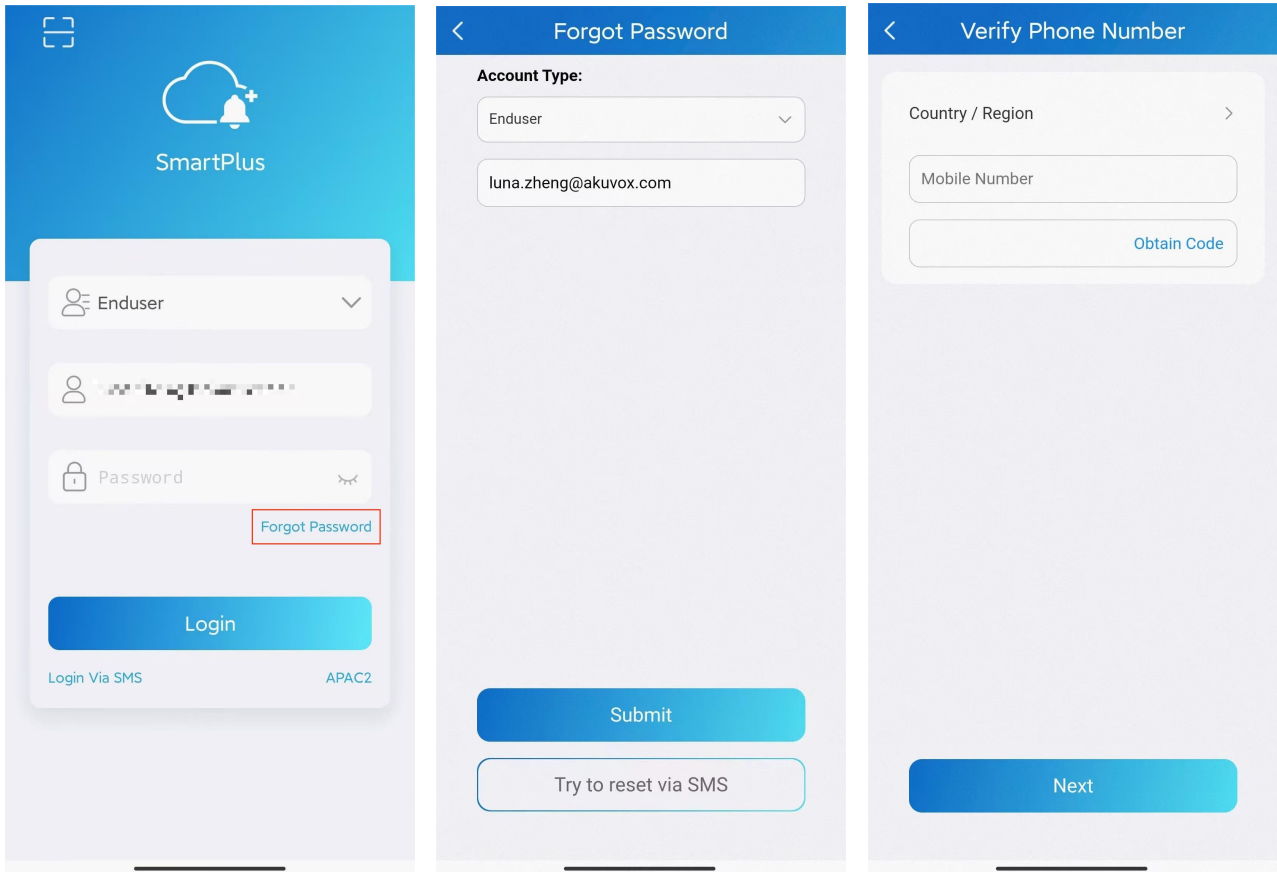 SmartPlus
Enduser
Password
Forgot Password
Login
Login Via SMS APAC2
Forgot Password
Account Type:
Enduser
luna.zheng@akuvox.com
Submit
Try to reset via SMS
Verify Phone Number
Country / Region
Mobile Number
Obtain Code
Next